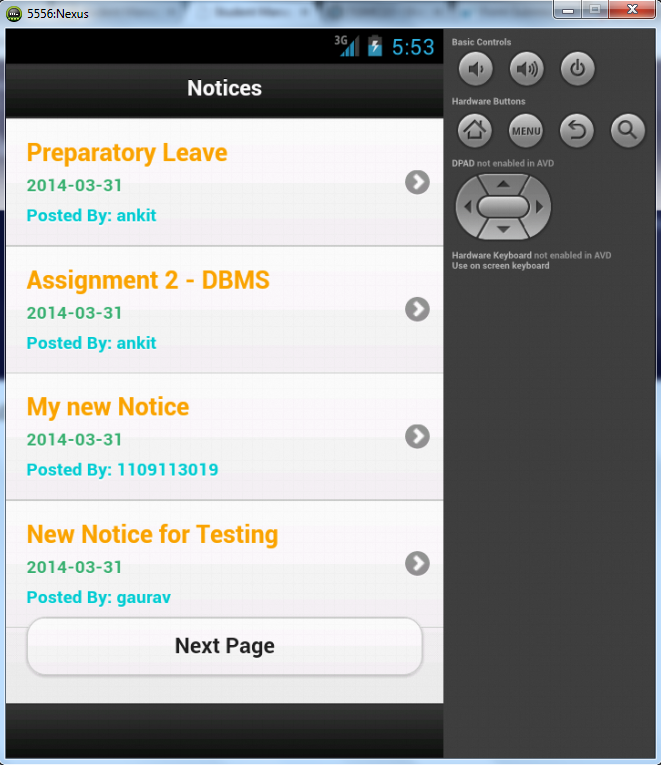 5556:Nexus
3G 5:53
Notices
Preparatory Leave
2014-03-31
Posted By: ankit
Assignment 2 - DBMS
2014-03-31
Posted By: ankit
My new Notice
2014-03-31
Posted By: 1109113019
New Notice for Testing
2014-03-31
Posted By: gaurav
Next Page
Basic Controls
Hardware Buttons
MENU
DPAD not enabled in AVD
Hardware Keyboard not enabled in AVD
Use on screen keyboard